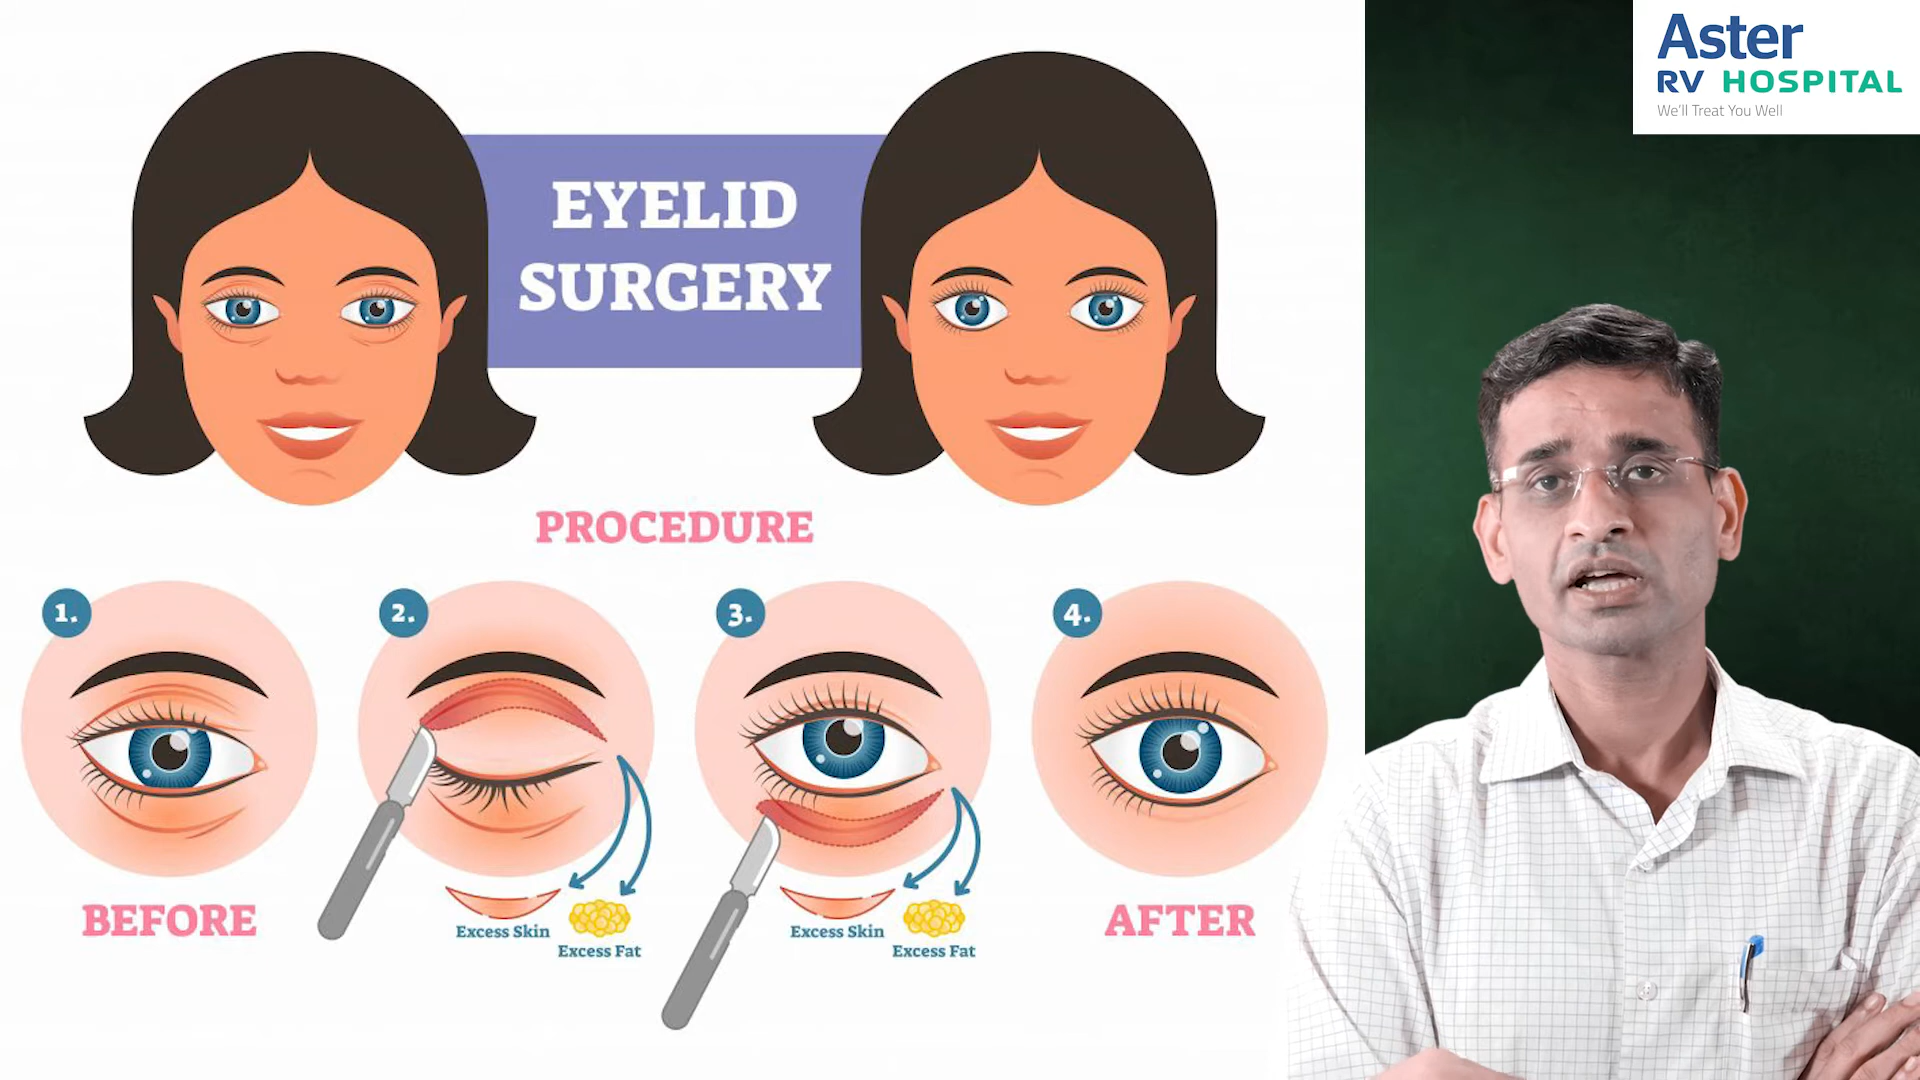 Aster
RV HOSPITAL
We'll Treat You Well
EYELID
SURGERY
PROCEDURE
1.
2.
3.
4.
BEFORE
Excess Skin
Excess Fat
Excess Skin
Excess Fat
AFTER